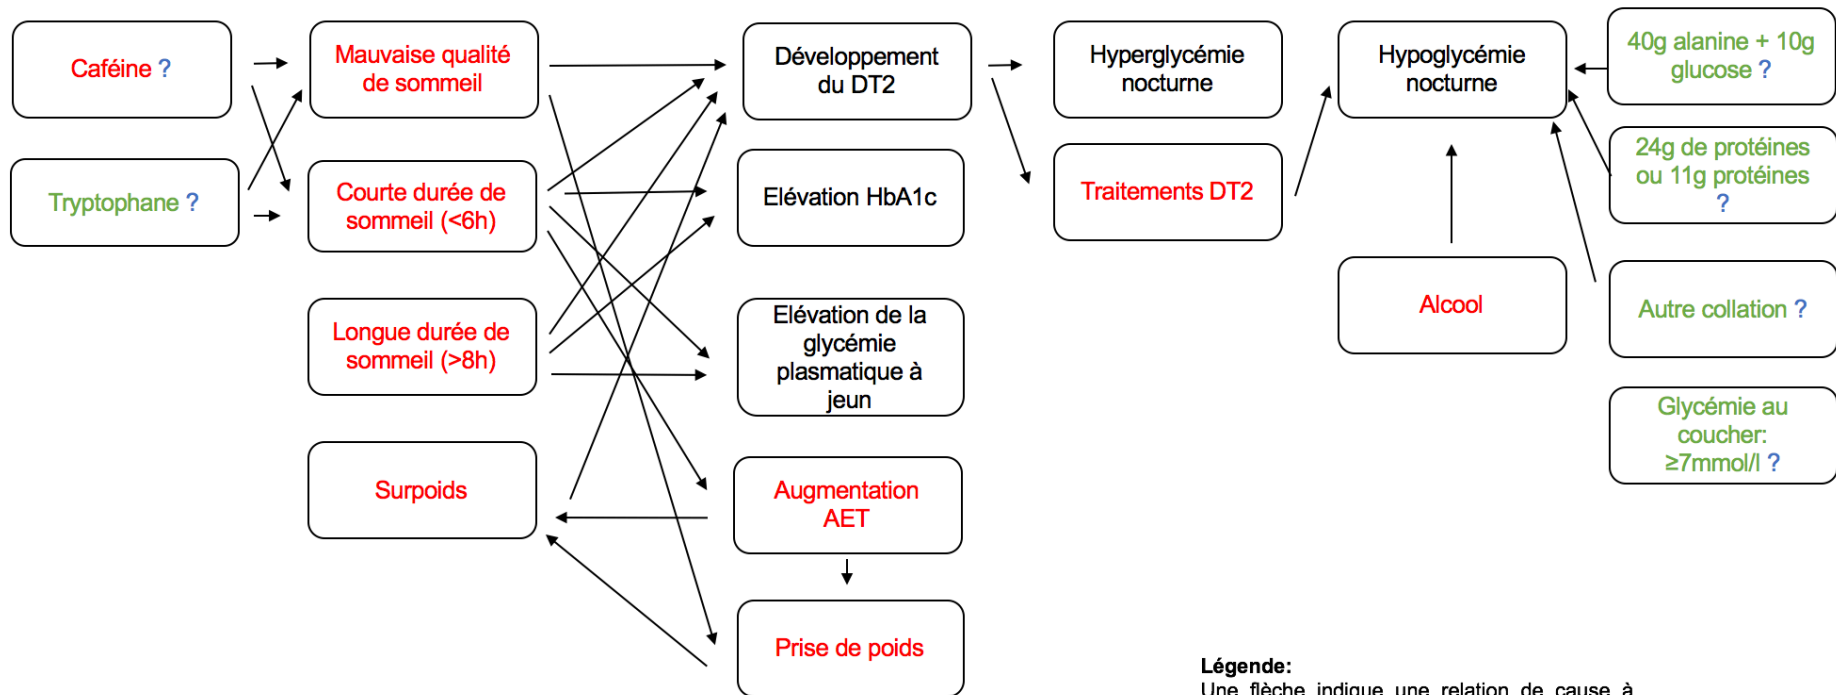 Caféine ?
Tryptophane ?
Mauvaise qualité
de sommeil
Courte durée de
sommeil (<6h)
Longue durée de
sommeil (>8h)
Surpoids
Développement
du DT2
Elévation HbA1c
Elévation de la
glycémie
plasmatique à
jeun
Augmentation
AET
Prise de poids
Hyperglycémie
nocturne
Traitements DT2
Hypoglycémie
nocturne
Alcool
40g alanine + 10g
glucose ?
24g de protéines
ou 11g protéines
?
Autre collation ?
Glycémie au
coucher:
≥7mmol/l ?
Légende:
Une flèche indique une relation de cause à